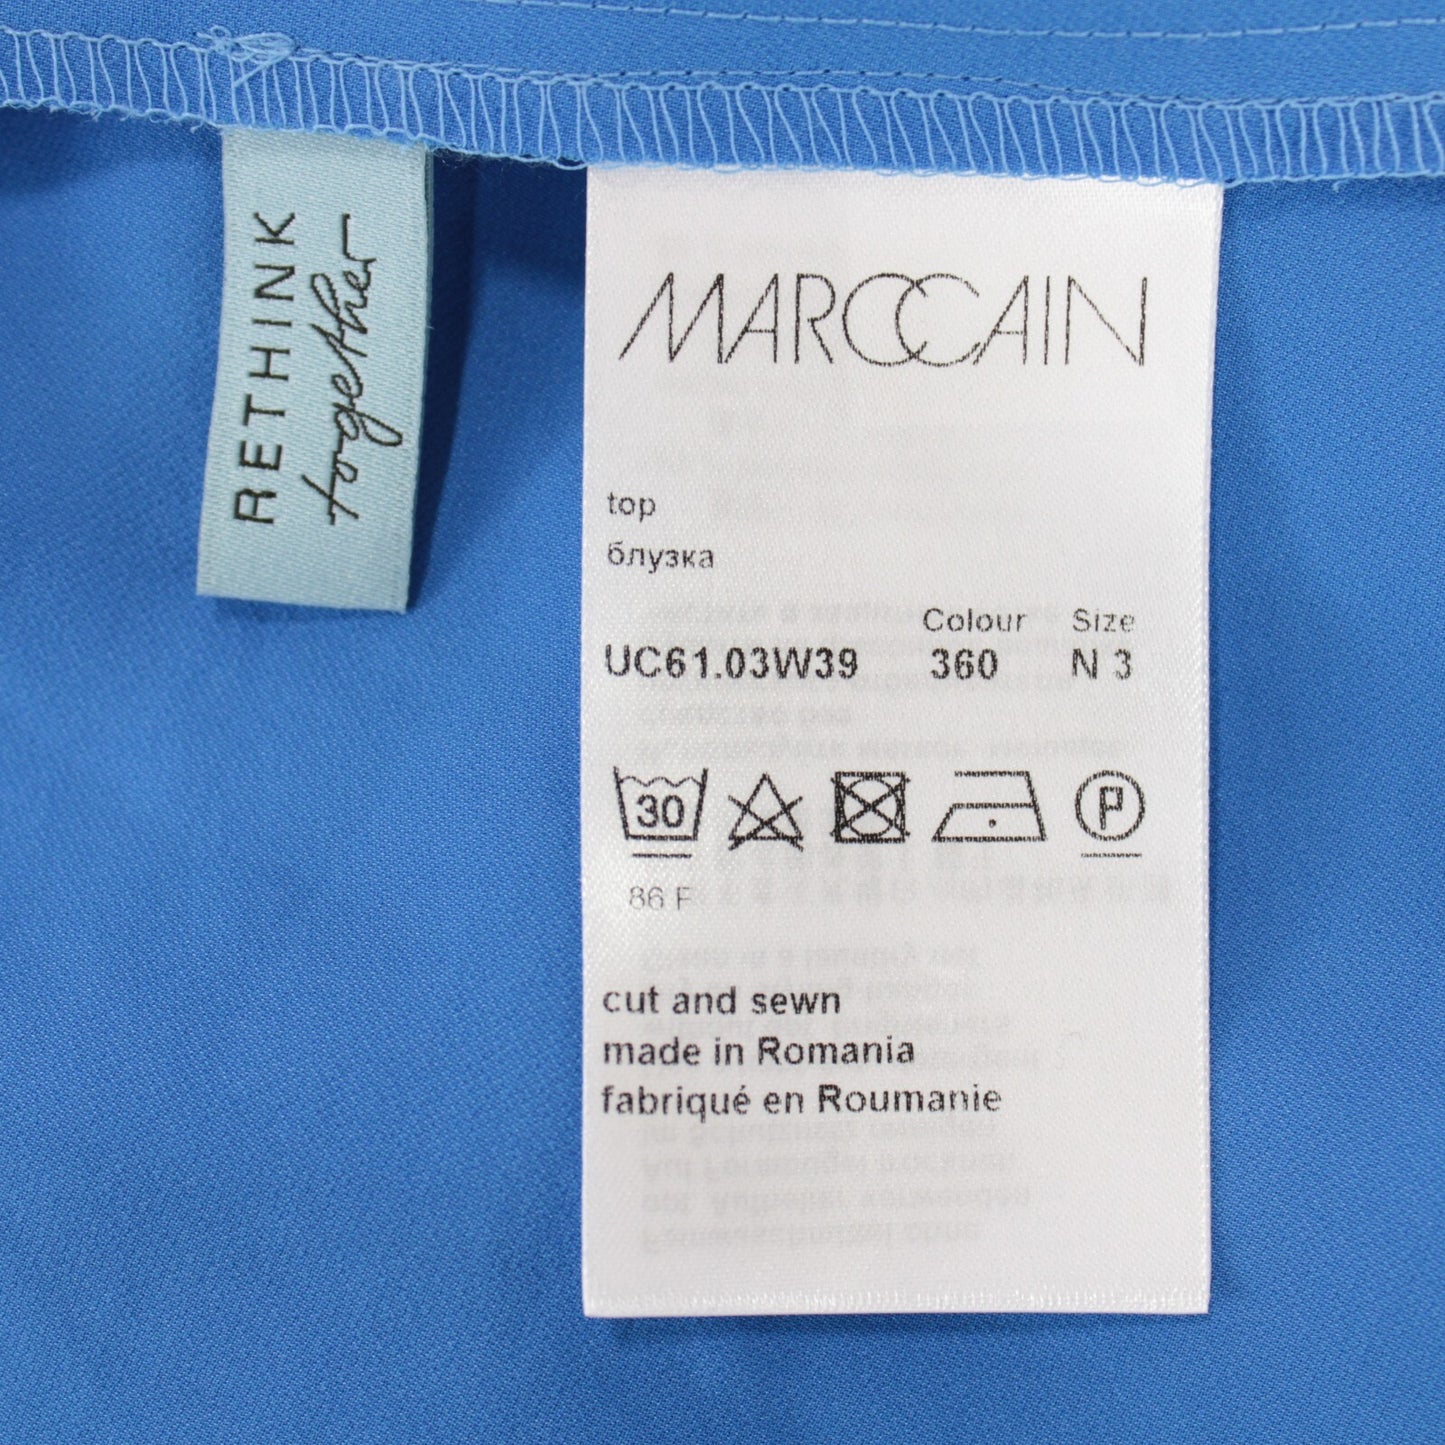 RETHINK
together
MARCCAIN
top
блузка
Colour Size
UC61.03W39 360 N 3
30
P
86 F
cut and sewn
made in Romania
fabriqué en Roumanie